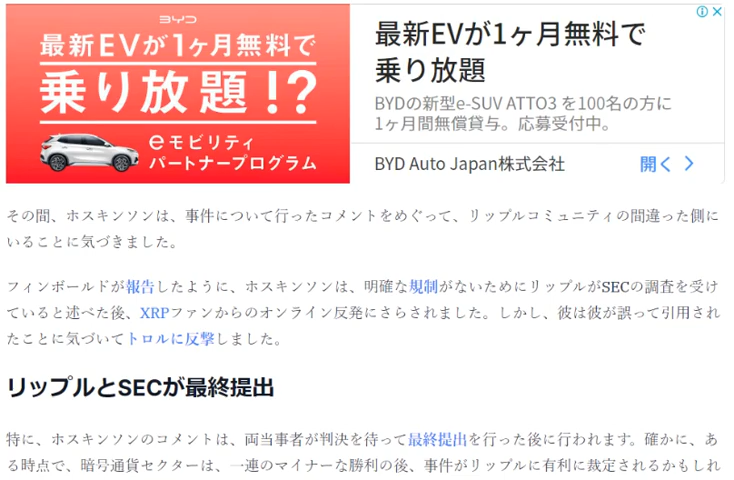 BYD
最新EVが1ヶ月無料で
乗り放題!?
eモビリティ
パートナープログラム
最新EVが1ヶ月無料で
乗り放題
BYDの新型e-SUV ATTO3 を100名の方に
1ヶ月間無償貸与。応募受付中。
BYD Auto Japan株式会社
開く
その間、ホスキンソンは、事件について行ったコメントをめぐって、リップルコミュニティの間違った側に
いることに気づきました。
フィンボールドが報告したように、ホスキンソンは、明確な規制がないためにリップルがSECの調査を受け
ていると述べた後、XRPファンからのオンライン反発にさらされました。しかし、彼は彼が誤って引用され
たことに気づいてトロルに反撃しました。
リップルとSECが最終提出
特に、ホスキンソンのコメントは、両当事者が判決を待って最終提出を行った後に行われます。確かに、あ
る時点で、暗号通貨セクターは、一連のマイナーな勝利の後、事件がリップルに有利に裁定されるかもしれ